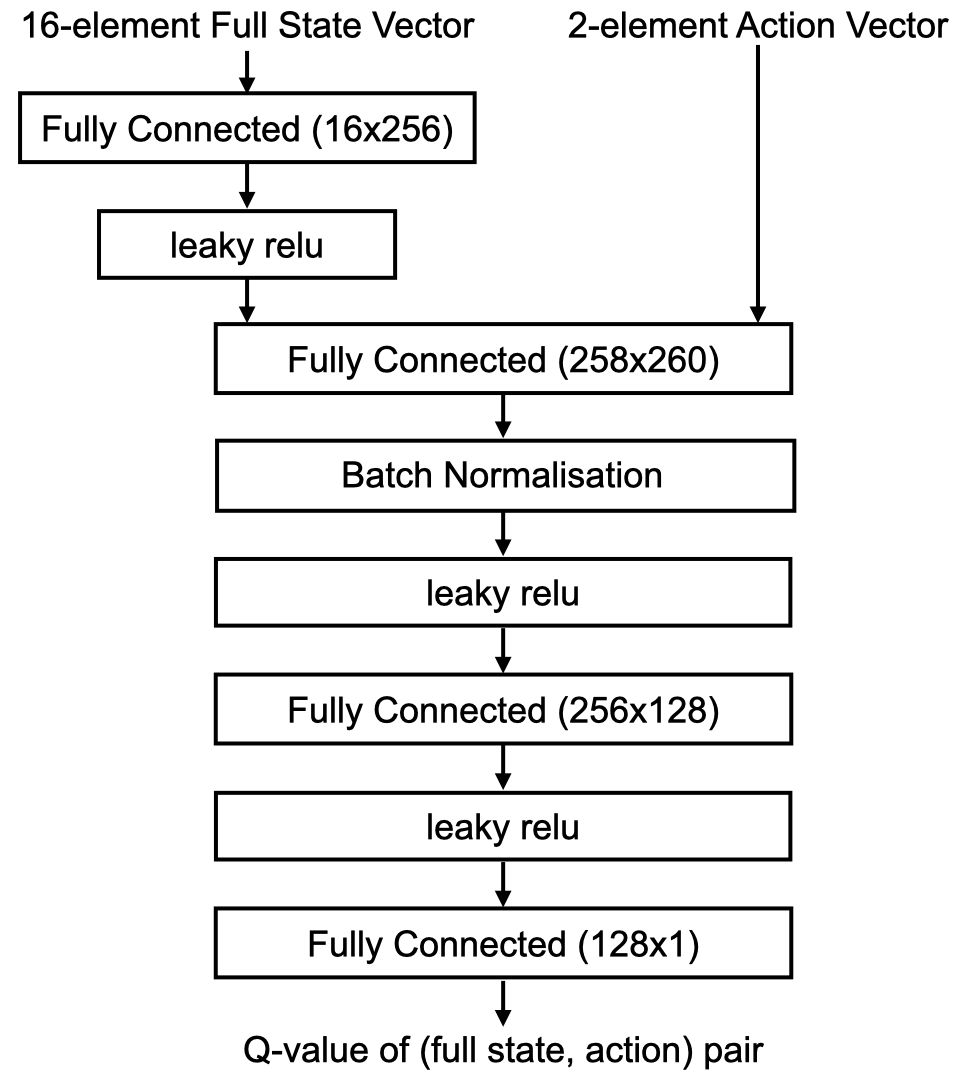 16-element Full State Vector
2-element Action Vector
Fully Connected (16x256)
leaky relu
Fully Connected (258x260)
Batch Normalisation
leaky relu
Fully Connected (256x128)
leaky relu
Fully Connected (128x1)
Q-value of (full state, action) pair